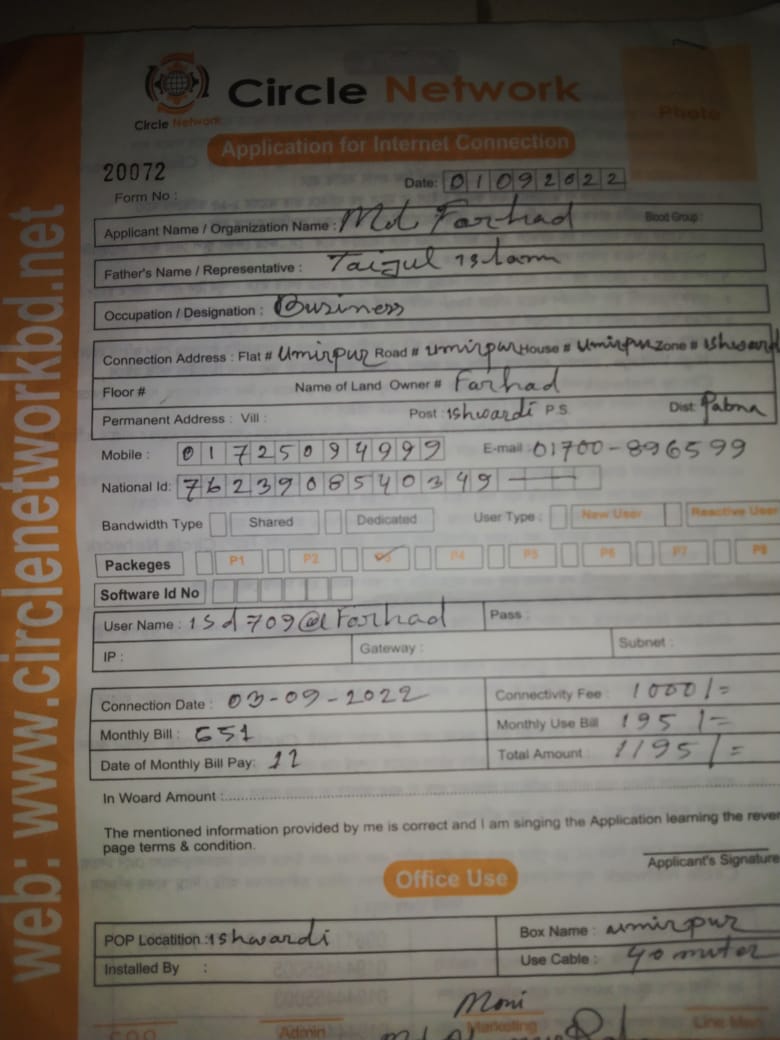 Circle Network
Circle Network
Photo
Application for Internet Connection
20072
Form No :
Date: 01092022
Applicant Name / Organization Name : Md Farhad Blood Group :
Father's Name / Representative : Taijul Islam
Occupation / Designation : Business
Connection Address : Flat # Umirpur Road # umirpur House # Umirpur Zone # Ishwardi
Floor # Name of Land Owner # Farhad
Permanent Address : Vill : Post : Ishwardi P.S. Dist: Pabna
Mobile : 01725094999 E-mail : 01700-896599
National Id: 7623908540349
Bandwidth Type Shared Dedicated User Type : New User Reactive User
Packeges P1 P2 P3 P4 P5 P6 P7 P8
Software Id No
User Name : isd709@Farhad Pass :
IP : Gateway : Subnet :
Connection Date : 03-09-2022 Connectivity Fee : 1000/=
Monthly Bill : 651 Monthly Use Bill 195/=
Date of Monthly Bill Pay: 12 Total Amount : 1195/=
In Woard Amount :
The mentioned information provided by me is correct and I am singing the Application learning the rever
page terms & condition.
Applicant's Signature
Office Use
POP Locatition : Ishwardi Box Name : umirpur
Installed By : Use Cable : 40 miter
Moni
Admin Marketing Line Man
web: www.circlenetworkbd.net